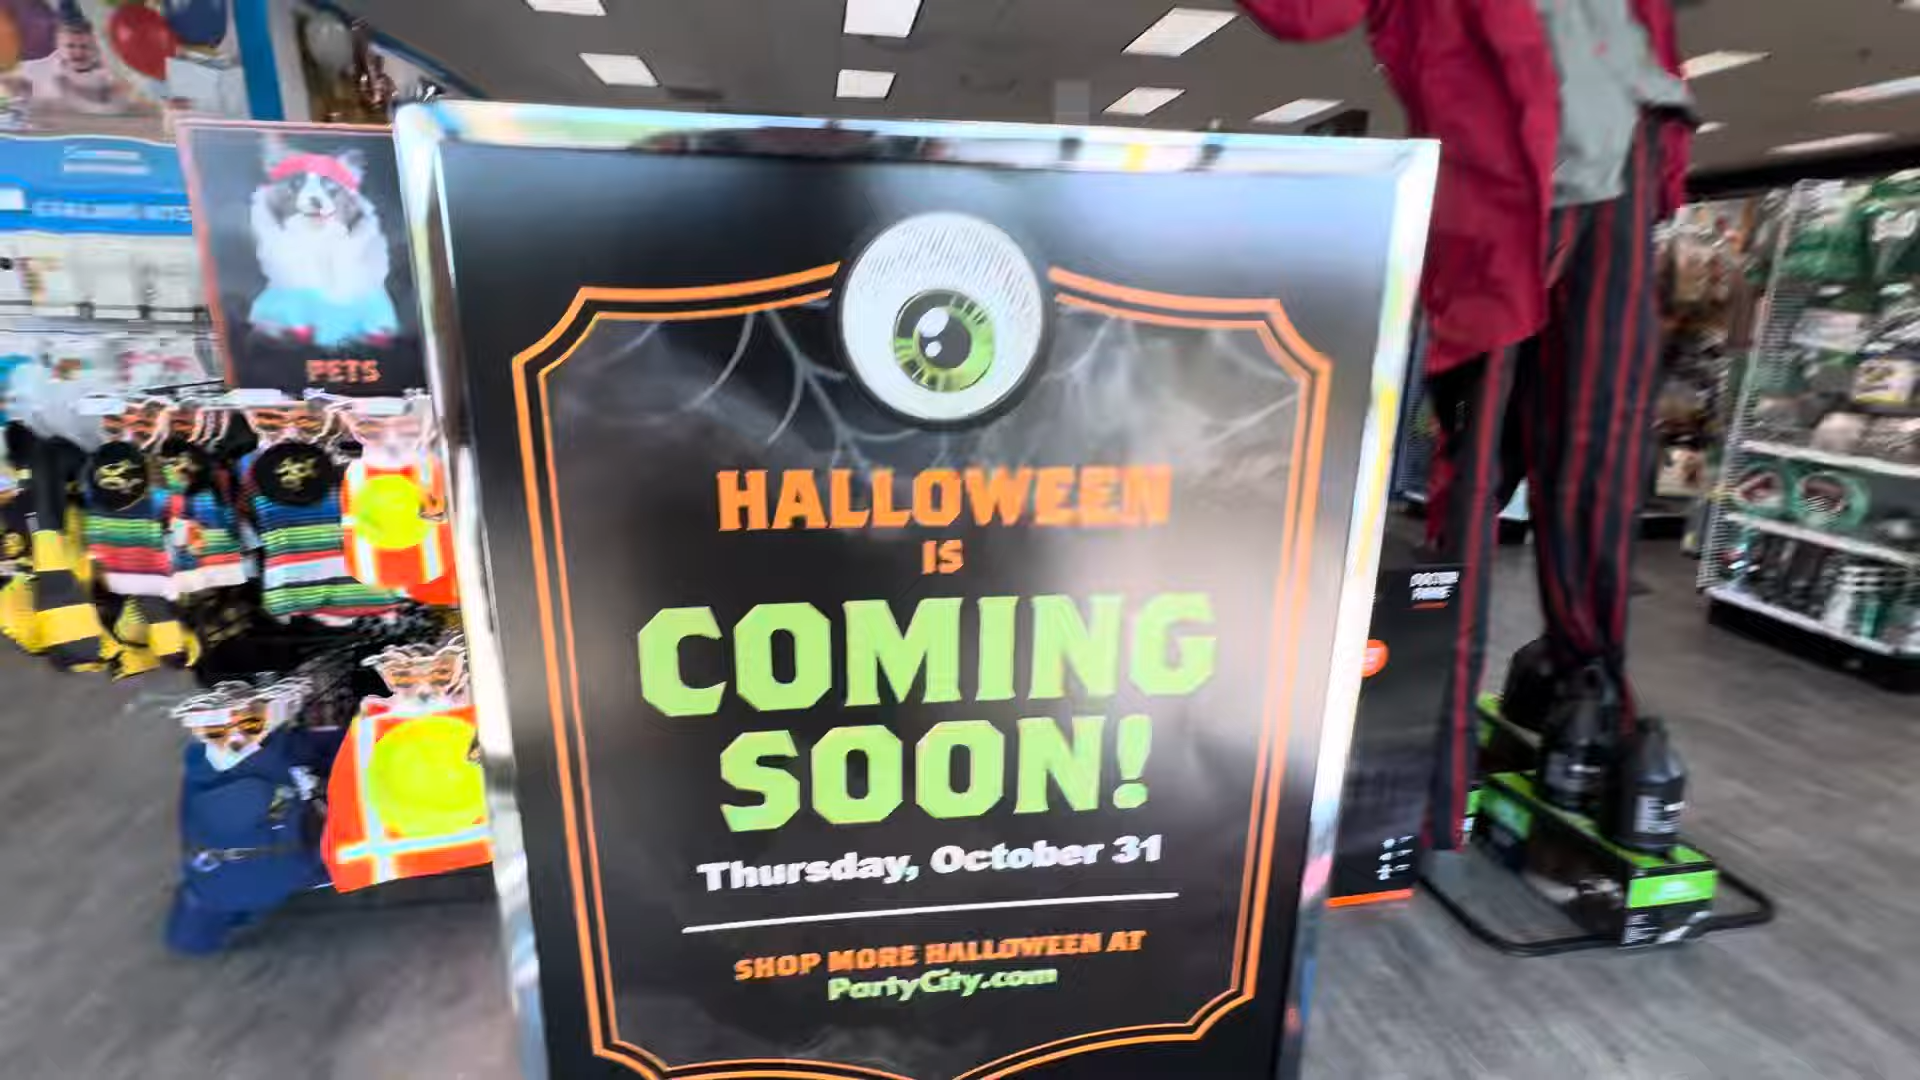 PETS
HALLOWEEN
IS
COMING
SOON!
Thursday, October 31
SHOP MORE HALLOWEEN AT
PartyCity.com